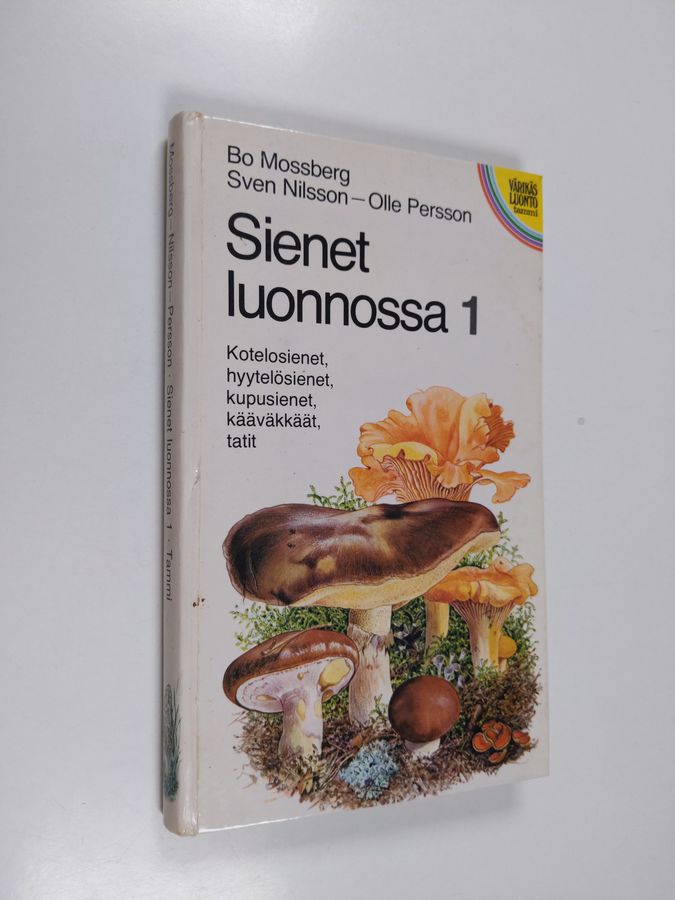 Bo Mossberg
Sven Nilsson – Olle Persson
VÄRIKÄS
LUONTO
tammi
Sienet
luonnossa 1
Kotelosienet,
hyytelösienet,
kupusienet,
kääväkkäät,
tatit
Mossberg – Nilsson – Persson · Sienet luonnossa 1 · Tammi